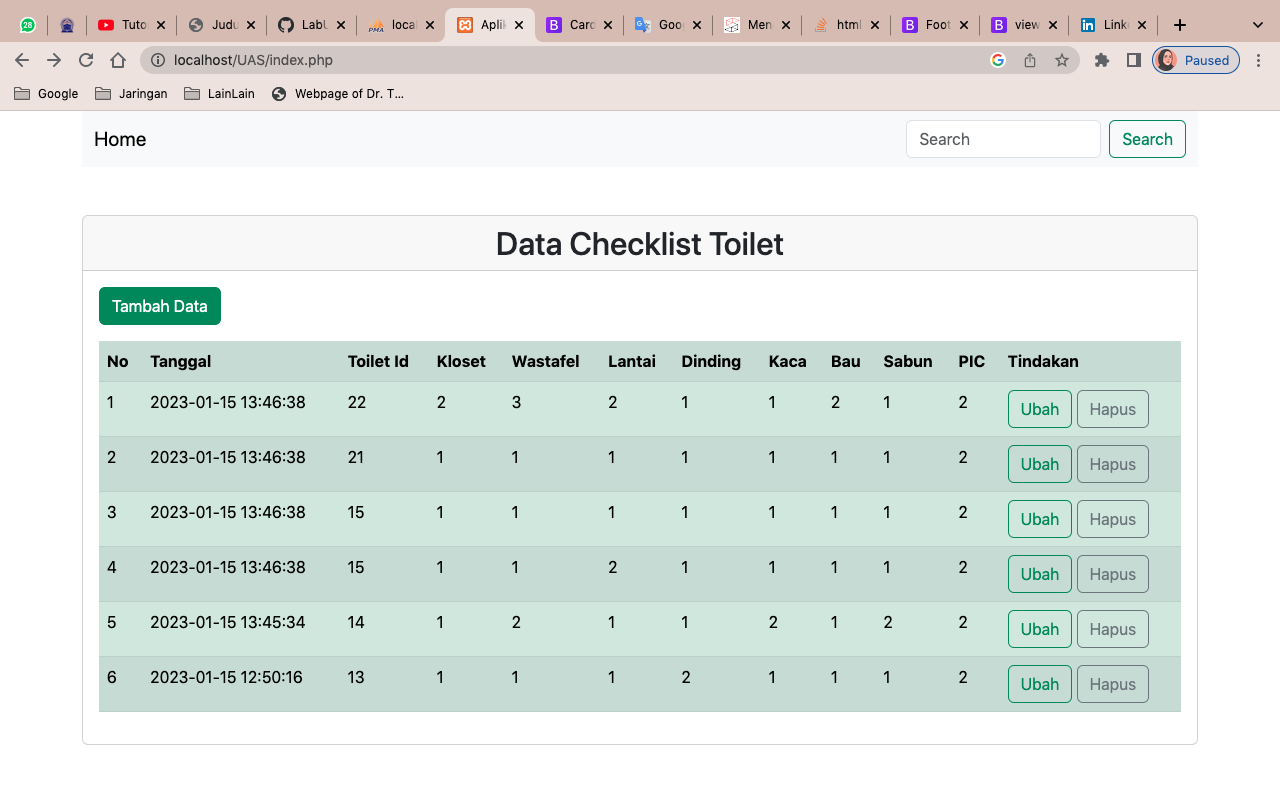 28 Tuto Judu LabU PMA loca Aplik Card Goog Men html Foot view Linke
localhost/UAS/index.php Paused
Google Jaringan LainLain Webpage of Dr. T...
Home Search Search
Data Checklist Toilet
Tambah Data
No Tanggal Toilet Id Kloset Wastafel Lantai Dinding Kaca Bau Sabun PIC Tindakan
1 2023-01-15 13:46:38 22 2 3 2 1 1 2 1 2 Ubah Hapus
2 2023-01-15 13:46:38 21 1 1 1 1 1 1 1 2 Ubah Hapus
3 2023-01-15 13:46:38 15 1 1 1 1 1 1 1 2 Ubah Hapus
4 2023-01-15 13:46:38 15 1 1 2 1 1 1 1 2 Ubah Hapus
5 2023-01-15 13:45:34 14 1 2 1 1 2 1 2 2 Ubah Hapus
6 2023-01-15 12:50:16 13 1 1 1 2 1 1 1 2 Ubah Hapus